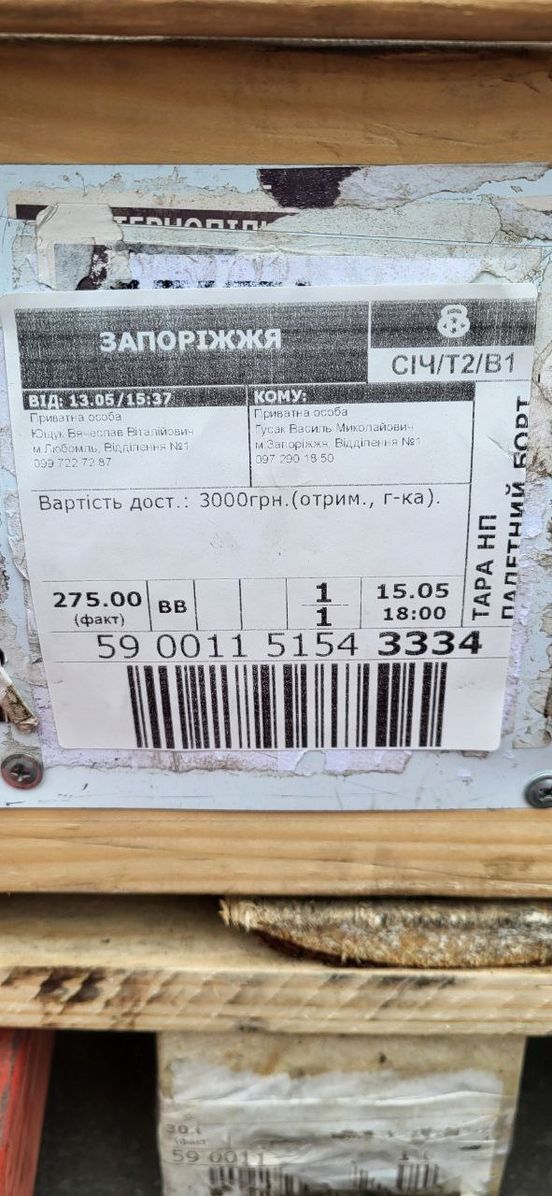 ТЕРНОПІЛЬ
ЗАПОРІЖЖЯ
СІЧ/Т2/В1
ВІД: 13.05/15:37
Приватна особа
Ющук Вячеслав Віталійович
м.Любомль, Відділення №1
099 722 72 87
КОМУ:
Приватна особа
Гусак Василь Миколайович
м.Запоріжжя, Відділення №1
097 290 18 50
Вартість дост.: 3000грн.(отрим., г-ка).
ТАРА НП
ПАЛЕТНИЙ БОРТ
275.00
(факт)
ВВ
1
1
15.05
18:00
59 0011 5154 3334
(факт
59 0011